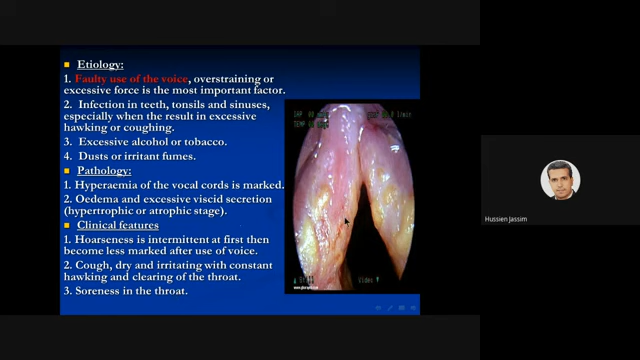 Etiology:
1. Faulty use of the voice, overstraining or
excessive force is the most important factor.
2. Infection in teeth, tonsils and sinuses,
especially when the result in excessive
hawking or coughing.
3. Excessive alcohol or tobacco.
4. Dusts or irritant fumes.
Pathology:
1. Hyperaemia of the vocal cords is marked.
2. Oedema and excessive viscid secretion
(hypertrophic or atrophic stage).
Clinical features
1. Hoarseness is intermittent at first then
become less marked after use of voice.
2. Cough, dry and irritating with constant
hawking and clearing of the throat.
3. Soreness in the throat.
Hussien Jassim